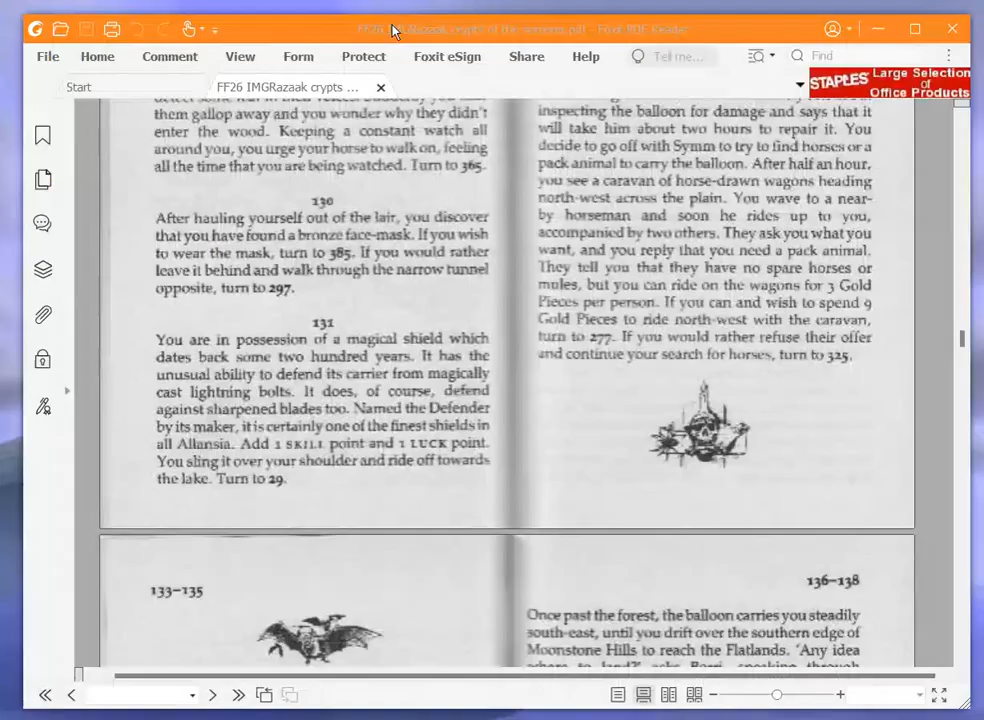 File Home Comment View Form Protect Foxit eSign Share Help Tell me... Find
Start FF26 IMGRazaak crypts ...
STAPLES Large Selection
of
Office Products
them gallop away and you wonder why they didn't
enter the wood. Keeping a constant watch all
around you, you urge your horse to walk on, feeling
all the time that you are being watched. Turn to 365.
130
After hauling yourself out of the lair, you discover
that you have found a bronze face-mask. If you wish
to wear the mask, turn to 385. If you would rather
leave it behind and walk through the narrow tunnel
opposite, turn to 297.
131
You are in possession of a magical shield which
dates back some two hundred years. It has the
unusual ability to defend its carrier from magically
cast lightning bolts. It does, of course, defend
against sharpened blades too. Named the Defender
by its maker, it is certainly one of the finest shields in
all Allansia. Add 1 SKILL point and 1 LUCK point.
You sling it over your shoulder and ride off towards
the lake. Turn to 29.
inspecting the balloon for damage and says that it
will take him about two hours to repair it. You
decide to go off with Symm to try to find horses or a
pack animal to carry the balloon. After half an hour,
you see a caravan of horse-drawn wagons heading
north-west across the plain. You wave to a near-
by horseman and soon he rides up to you,
accompanied by two others. They ask you what you
want, and you reply that you need a pack animal.
They tell you that they have no spare horses or
mules, but you can ride on the wagons for 3 Gold
Pieces per person. If you can and wish to spend 9
Gold Pieces to ride north-west with the caravan,
turn to 277. If you would rather refuse their offer
and continue your search for horses, turn to 325.
133–135
136–138
Once past the forest, the balloon carries you steadily
south-east, until you drift over the southern edge of
Moonstone Hills to reach the Flatlands. 'Any idea